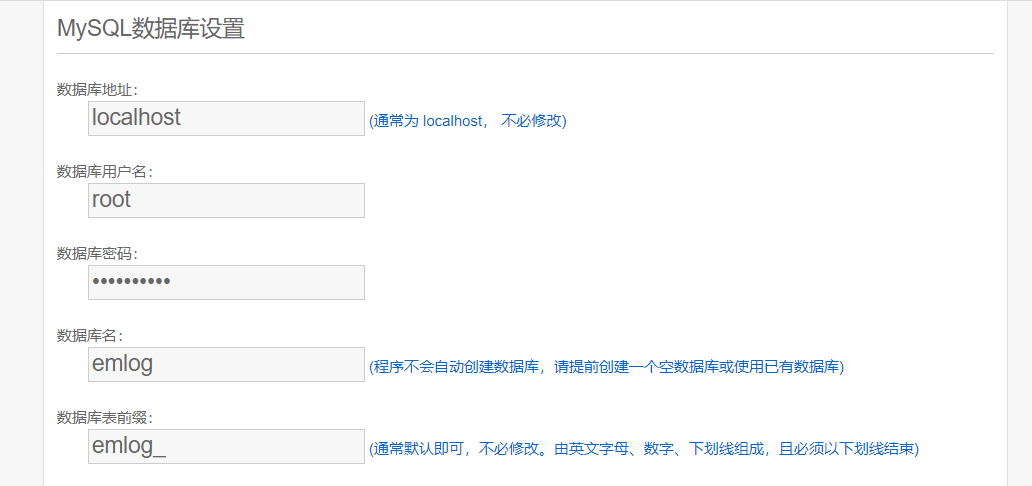 MySQL数据库设置
数据库地址：
localhost (通常为 localhost， 不必修改)
数据库用户名：
root
数据库密码：
••••••••••
数据库名：
emlog (程序不会自动创建数据库，请提前创建一个空数据库或使用已有数据库)
数据库表前缀：
emlog_ (通常默认即可，不必修改。由英文字母、数字、下划线组成，且必须以下划线结束)